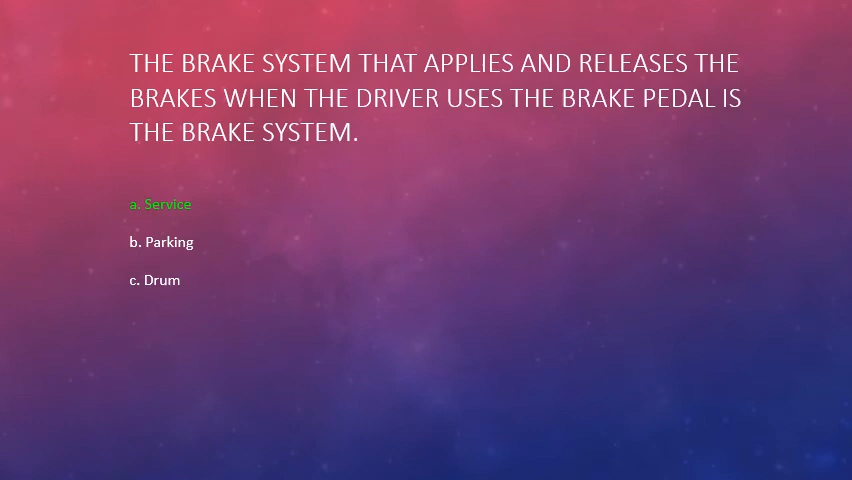 THE BRAKE SYSTEM THAT APPLIES AND RELEASES THE
BRAKES WHEN THE DRIVER USES THE BRAKE PEDAL IS
THE BRAKE SYSTEM.
a. Service
b. Parking
c. Drum